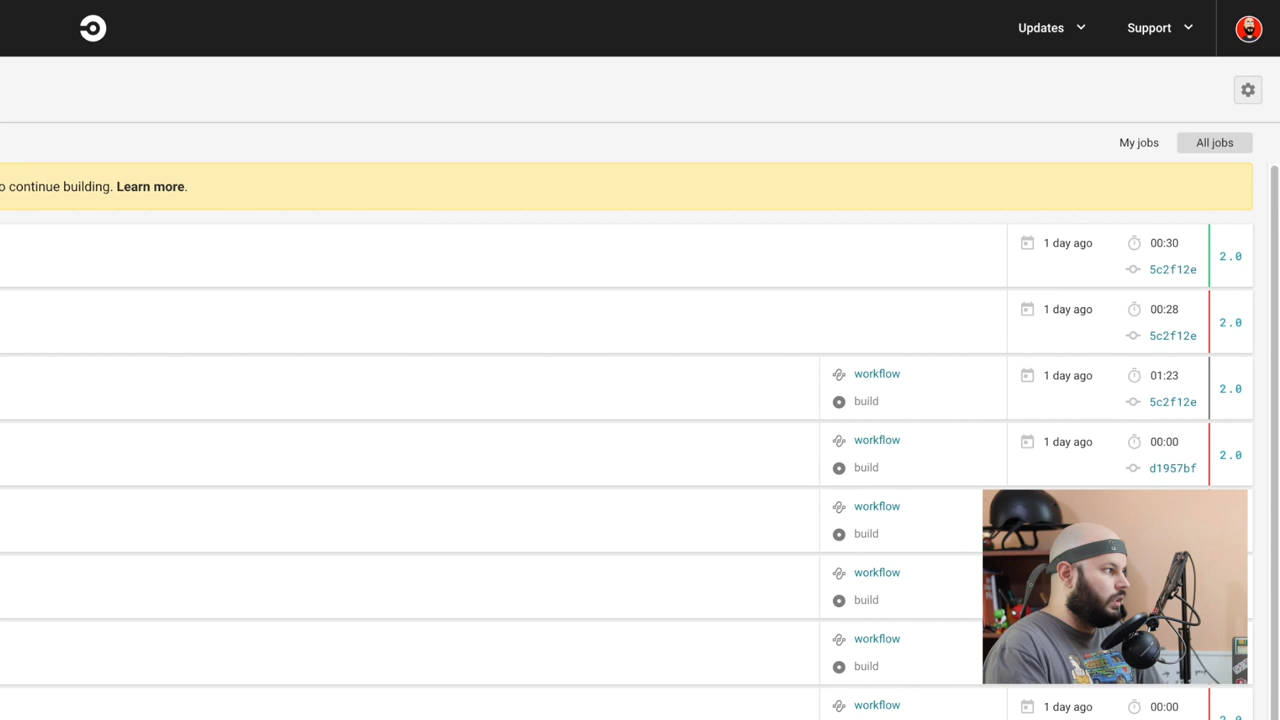 Updates Support
My jobs All jobs
o continue building. Learn more.
1 day ago 00:30
5c2f12e
2.0
1 day ago 00:28
5c2f12e
2.0
workflow 1 day ago 01:23
build 5c2f12e
2.0
workflow 1 day ago 00:00
build d1957bf
2.0
workflow
build
workflow
build
workflow
build
workflow 1 day ago 00:00
2.0